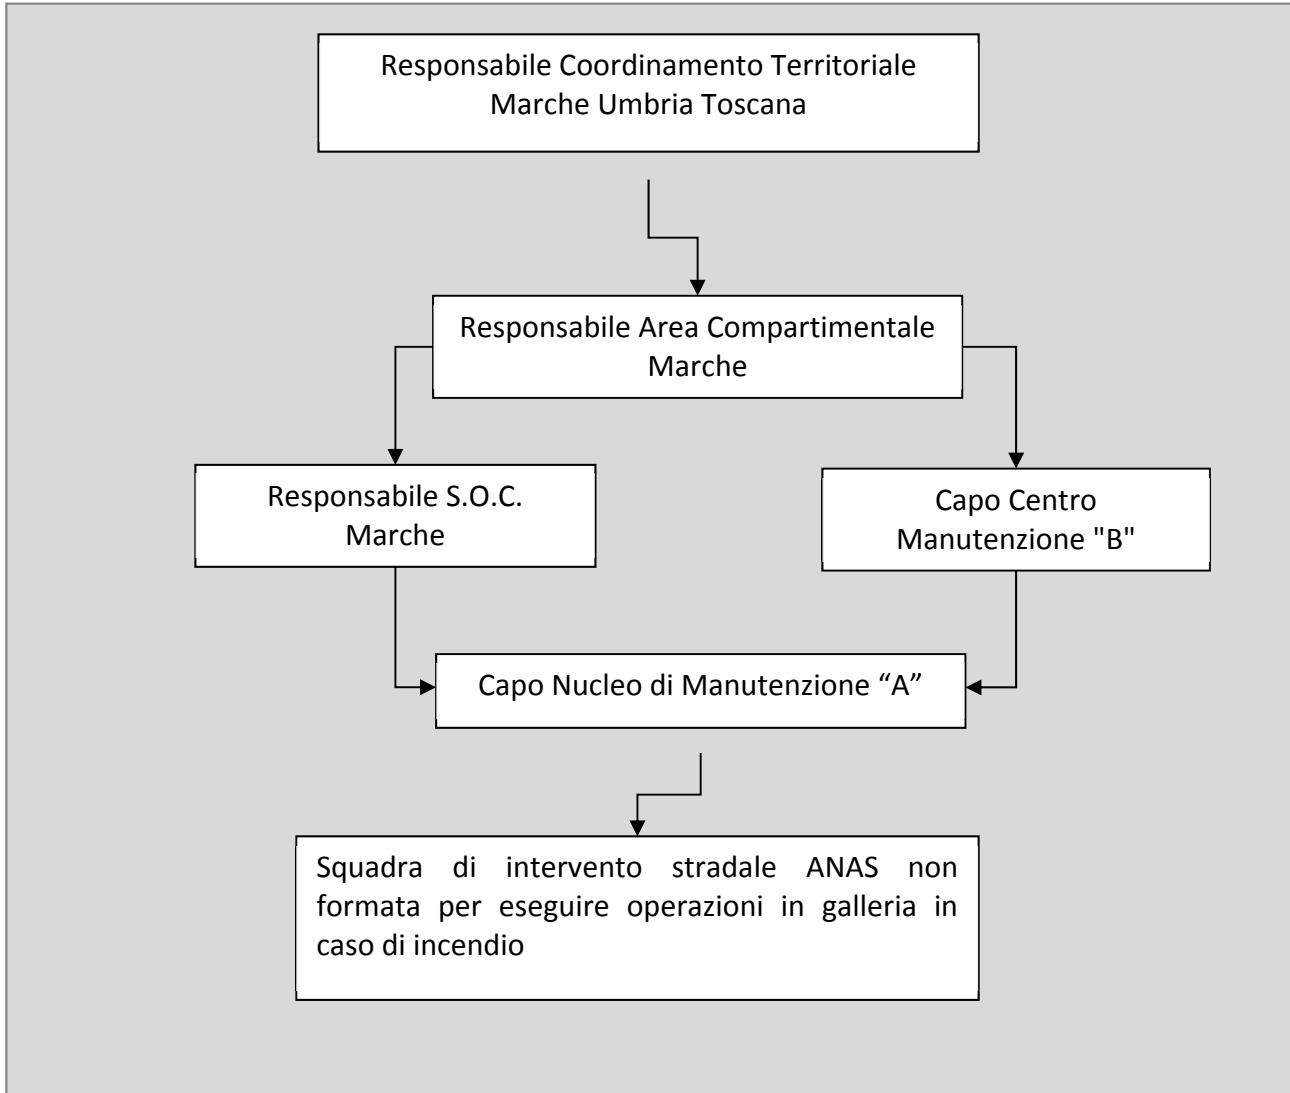 Responsabile Coordinamento Territoriale
Marche Umbria Toscana
Responsabile Area Compartimentale
Marche
Responsabile S.O.C.
Marche
Capo Centro
Manutenzione "B"
Capo Nucleo di Manutenzione “A”
Squadra di intervento stradale ANAS non
formata per eseguire operazioni in galleria in
caso di incendio